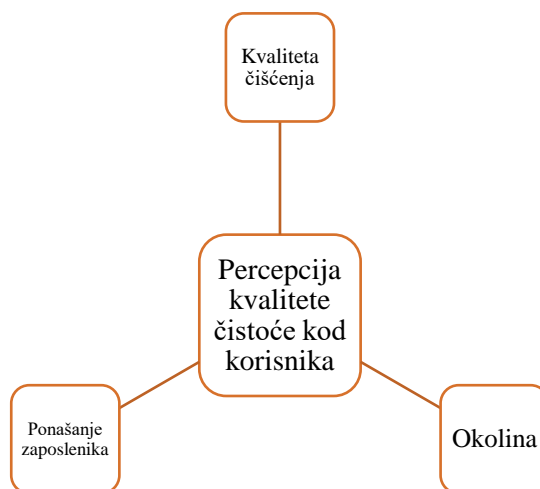 Kvaliteta
čišćenja
Percepcija
kvalitete
čistoće kod
korisnika
Ponašanje
zaposlenika
Okolina